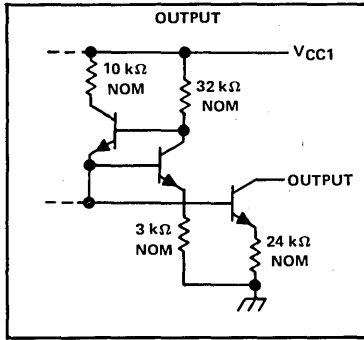 OUTPUT
VCC1
10 kΩ
NOM
32 kΩ
NOM
OUTPUT
3 kΩ
NOM
24 kΩ
NOM